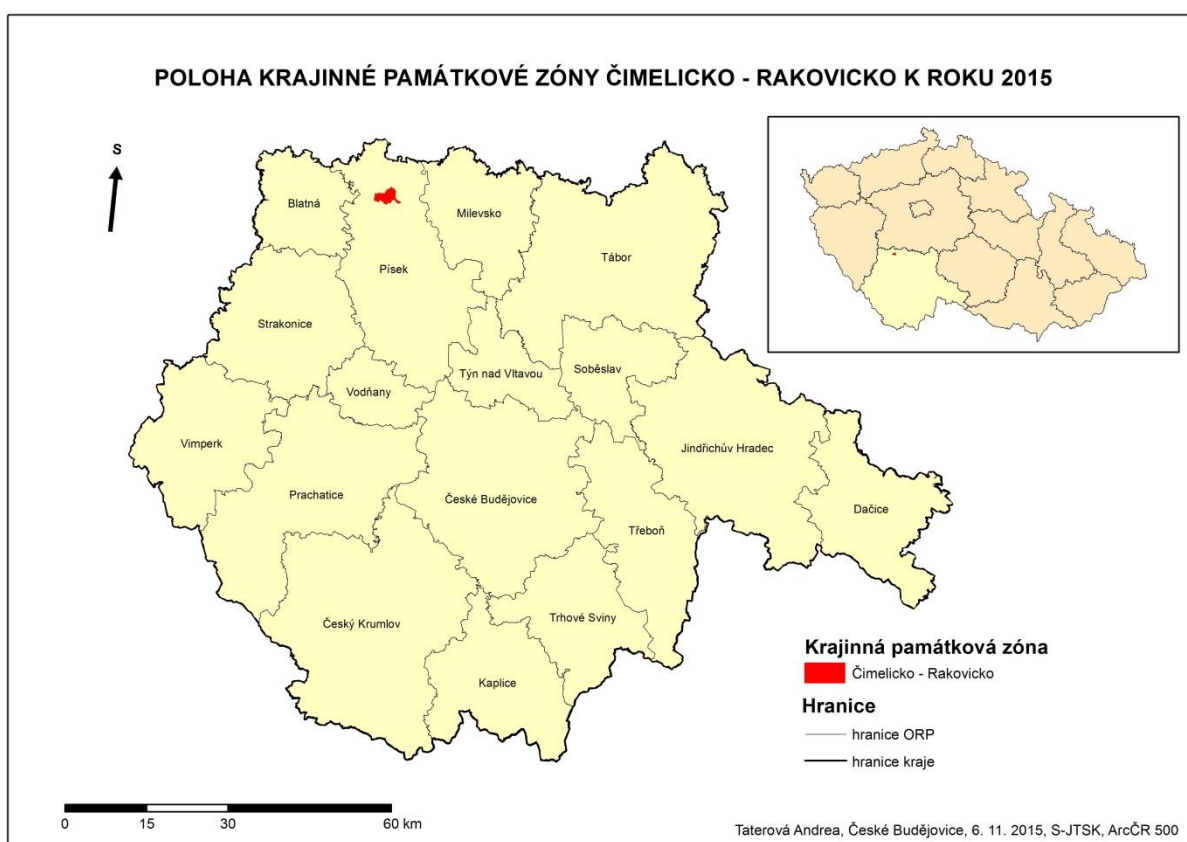 POLOHA KRAJINNÉ PAMÁTKOVÉ ZÓNY ČIMELICKO - RAKOVICKO K ROKU 2015
S
Blatná
Milevsko
Písek
Tábor
Strakonice
Týn nad Vltavou
Soběslav
Vodňany
Vimperk
Jindřichův Hradec
Prachatice
České Budějovice
Dačice
Třeboň
Český Krumlov
Trhové Sviny
Kaplice
Krajinná památková zóna
Čimelicko - Rakovicko
Hranice
hranice ORP
hranice kraje
0 15 30 60 km
Taterová Andrea, České Budějovice, 6. 11. 2015, S-JTSK, ArcČR 500